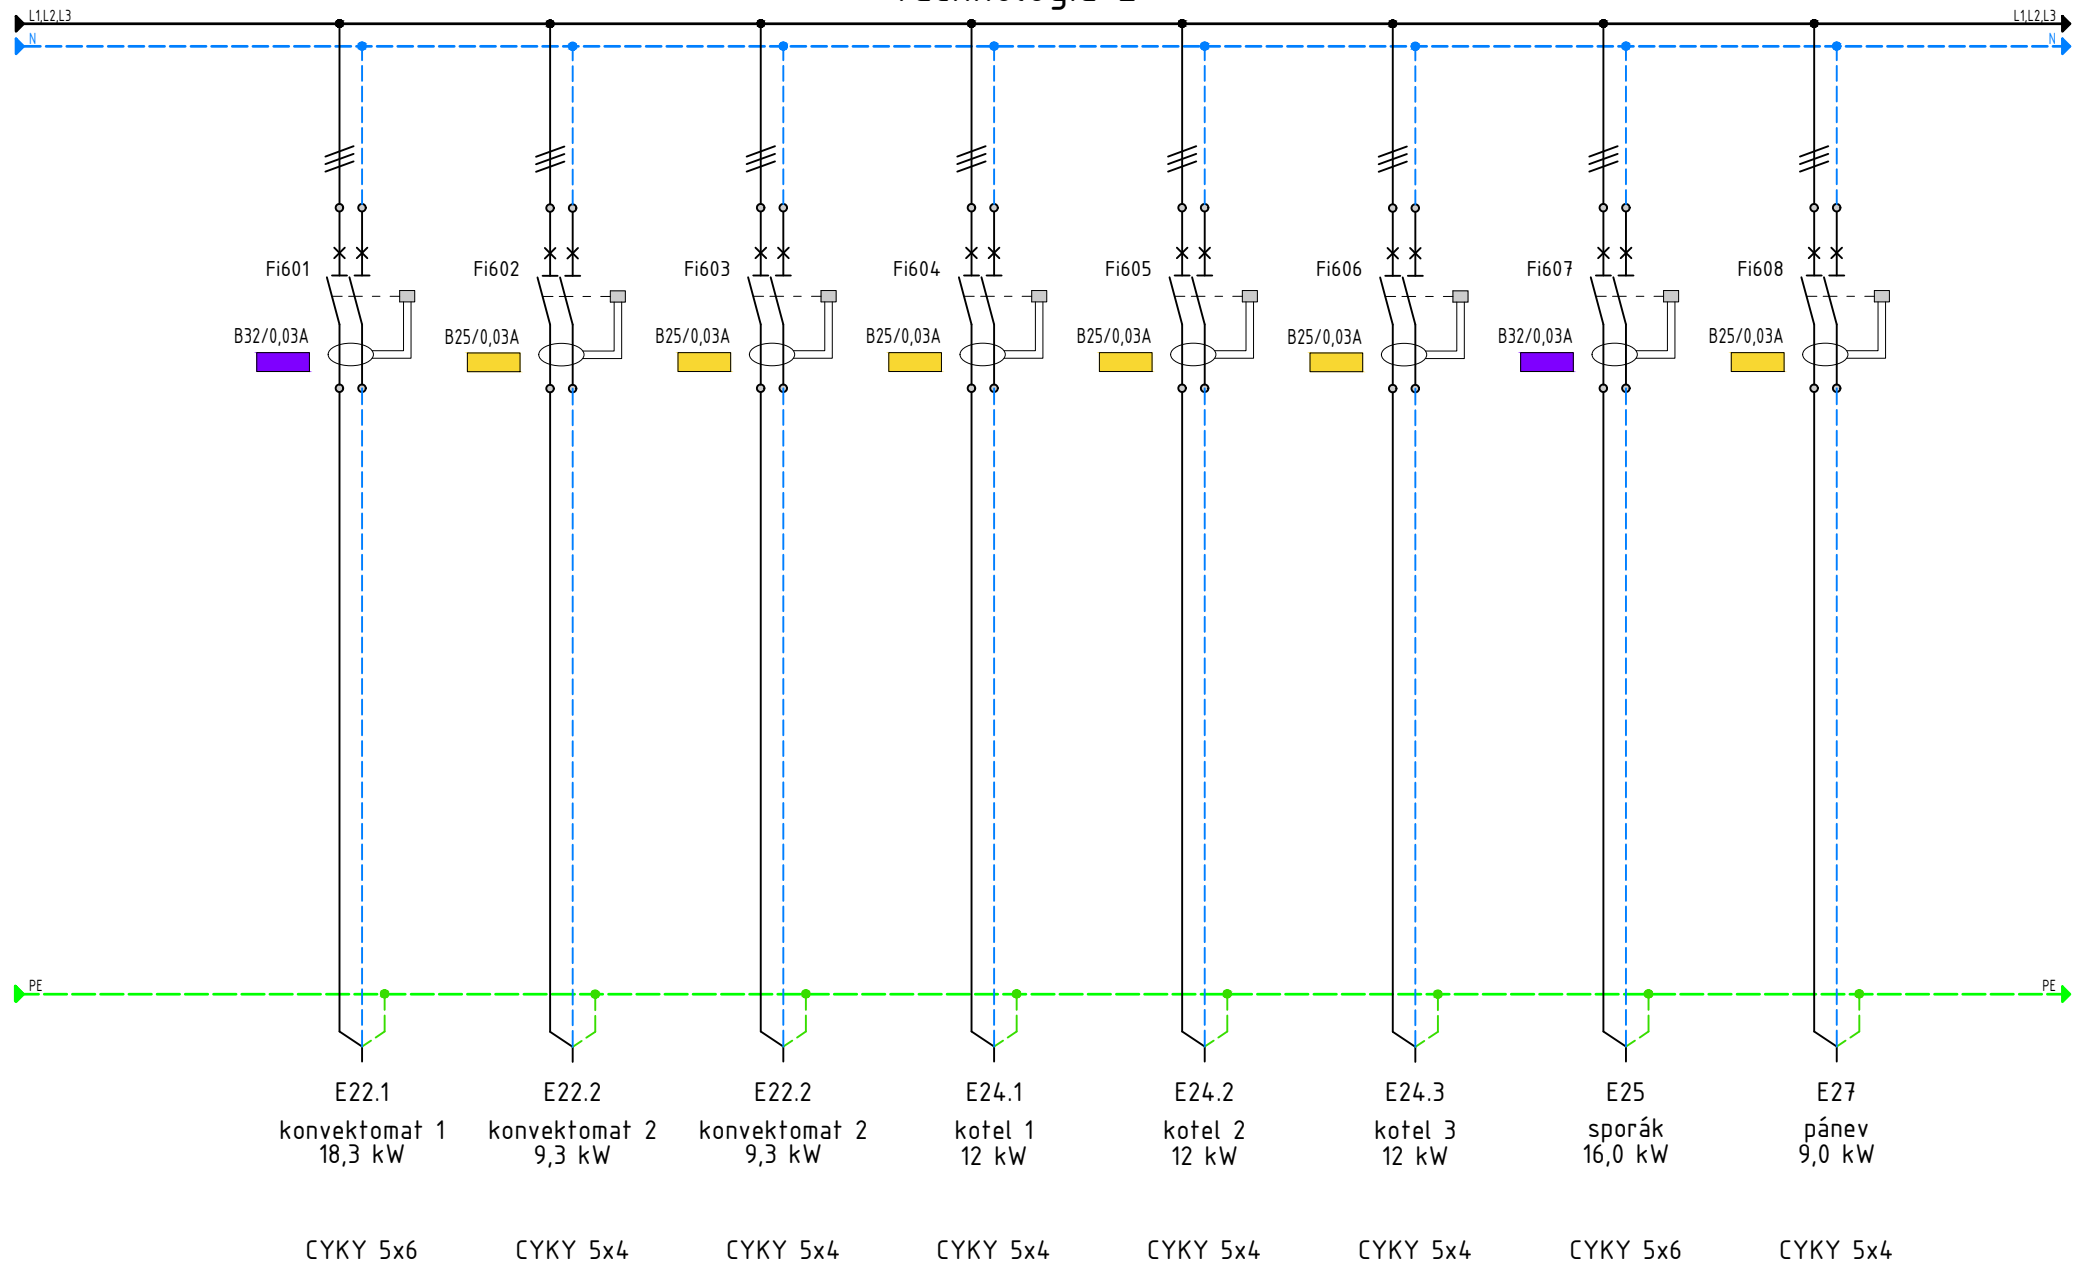 L1,L2,L3 L1,L2,L3
N N
Fi601 Fi602 Fi603 Fi604 Fi605 Fi606 Fi607 Fi608
B32/0,03A B25/0,03A B25/0,03A B25/0,03A B25/0,03A B25/0,03A B32/0,03A B25/0,03A
PE PE
E22.1 E22.2 E22.2 E24.1 E24.2 E24.3 E25 E27
konvektomat 1 konvektomat 2 konvektomat 2 kotel 1 kotel 2 kotel 3 sporák pánev
18,3 kW 9,3 kW 9,3 kW 12 kW 12 kW 12 kW 16,0 kW 9,0 kW
CYKY 5x6 CYKY 5x4 CYKY 5x4 CYKY 5x4 CYKY 5x4 CYKY 5x4 CYKY 5x6 CYKY 5x4